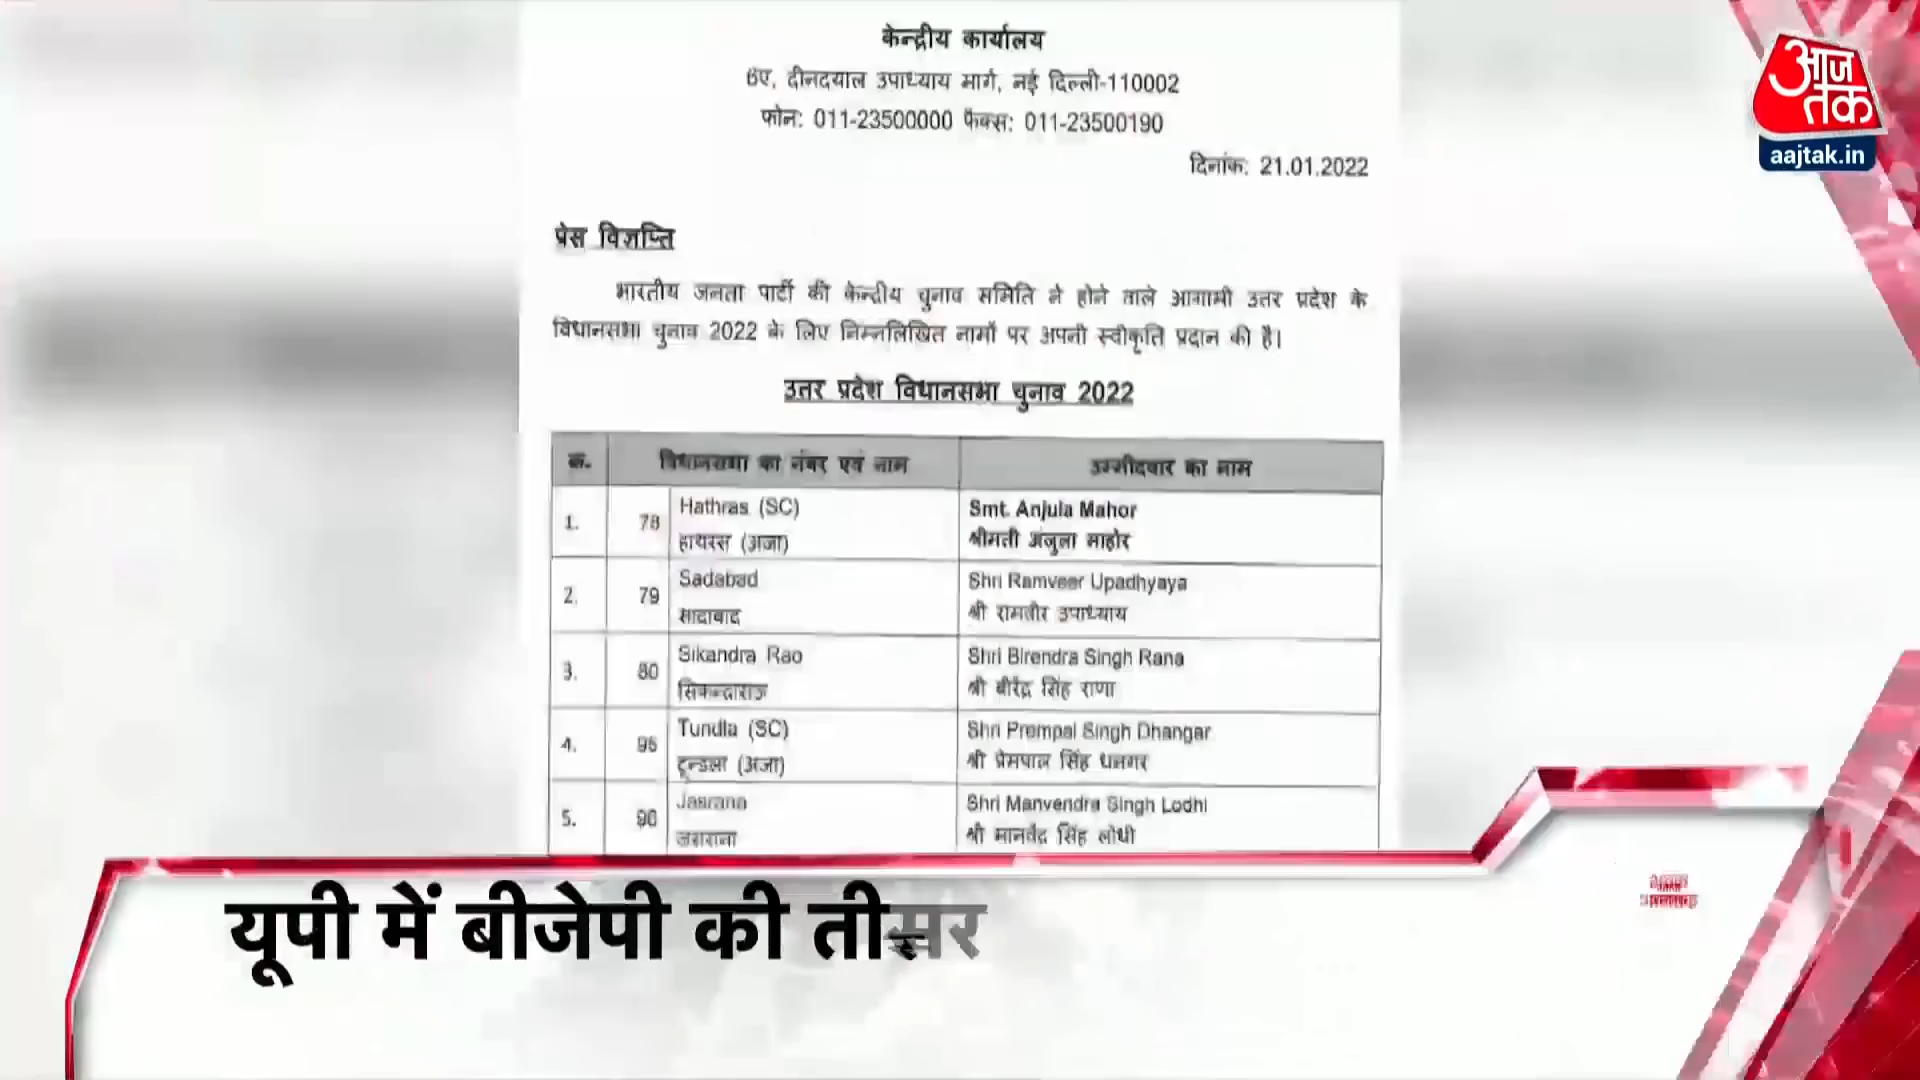 केन्द्रीय कार्यालय
6ए, दीनदयाल उपाध्याय मार्ग, नई दिल्ली-110002
फोन: 011-23500000 फैक्स: 011-23500190
दिनांक: 21.01.2022
प्रेस विज्ञप्ति
भारतीय जनता पार्टी की केन्द्रीय चुनाव समिति ने होने वाले आगामी उत्तर प्रदेश के
विधानसभा चुनाव 2022 के लिए निम्नलिखित नामों पर अपनी स्वीकृति प्रदान की है।
उत्तर प्रदेश विधानसभा चुनाव 2022
क्र. विधानसभा का नंबर एवं नाम उम्मीदवार का नाम
1. 78 Hathras (SC) Smt. Anjula Mahor
हाथरस (अजा) श्रीमती अंजुला माहोर
2. 79 Sadabad Shri Ramveer Upadhyaya
सादाबाद श्री रामवीर उपाध्याय
3. 80 Sikandra Rao Shri Birendra Singh Rana
सिकन्दाराऊ श्री बीरेंद्र सिंह राणा
4. 95 Tundla (SC) Shri Prempal Singh Dhangar
टून्डला (अजा) श्री प्रेमपाल सिंह धनगर
5. Jasrana Shri Manvendra Singh Lodhi
जसराना श्री मानवेंद्र सिंह लोधी
यूपी में बीजेपी की तीसर
आज
तक
aajtak.in